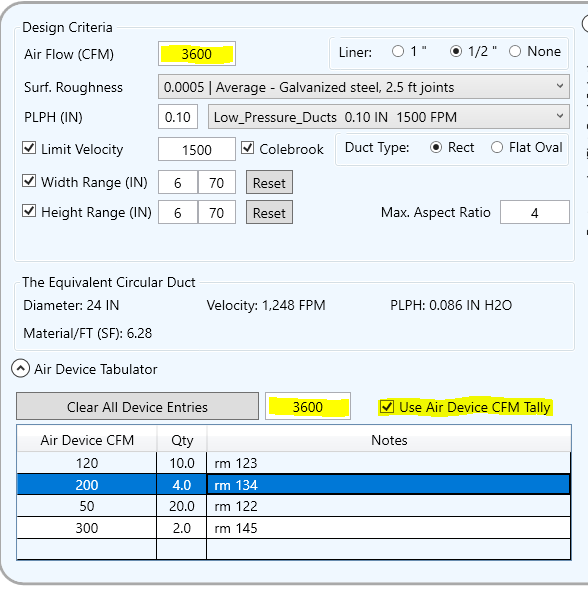 Design Criteria
Air Flow (CFM) 3600 Liner: 1 " 1/2 " None
Surf. Roughness 0.0005 | Average - Galvanized steel, 2.5 ft joints
PLPH (IN) 0.10 Low_Pressure_Ducts 0.10 IN 1500 FPM
Limit Velocity 1500 Colebrook Duct Type: Rect Flat Oval
Width Range (IN) 6 70 Reset
Height Range (IN) 6 70 Reset Max. Aspect Ratio 4
The Equivalent Circular Duct
Diameter: 24 IN Velocity: 1,248 FPM PLPH: 0.086 IN H2O
Material/FT (SF): 6.28
Air Device Tabulator
Clear All Device Entries 3600 Use Air Device CFM Tally
Air Device CFM Qty Notes
120 10.0 rm 123
200 4.0 rm 134
50 20.0 rm 122
300 2.0 rm 145